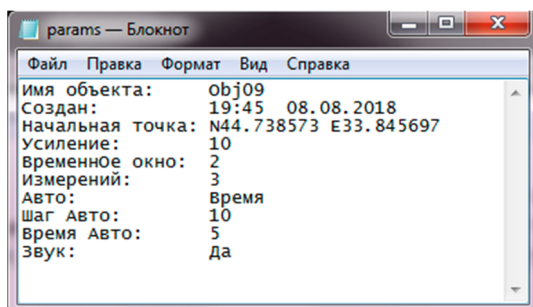 params — Блокнот
Файл Правка Формат Вид Справка
Имя объекта: Obj09
Создан: 19:45 08.08.2018
Начальная точка: N44.738573 E33.845697
Усиление: 10
ВременнОе окно: 2
Измерений: 3
Авто: Время
Шаг Авто: 10
Время Авто: 5
Звук: Да